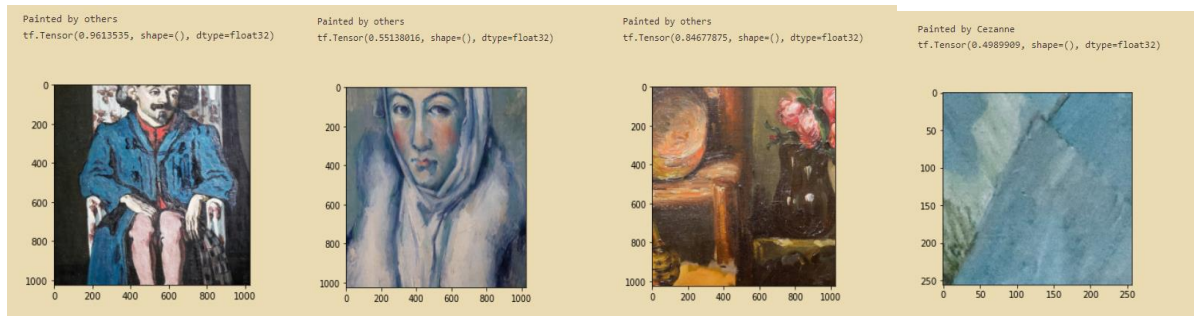 Painted by others
tf.Tensor(0.9613535, shape=(), dtype=float32)
0
200
400
600
800
1000
0 200 400 600 800 1000
Painted by others
tf.Tensor(0.55138016, shape=(), dtype=float32)
0
200
400
600
800
1000
0 200 400 600 800 1000
Painted by others
tf.Tensor(0.84677875, shape=(), dtype=float32)
0
200
400
600
800
1000
0 200 400 600 800 1000
Painted by Cezanne
tf.Tensor(0.4989909, shape=(), dtype=float32)
0
50
100
150
200
250
0 50 100 150 200 250